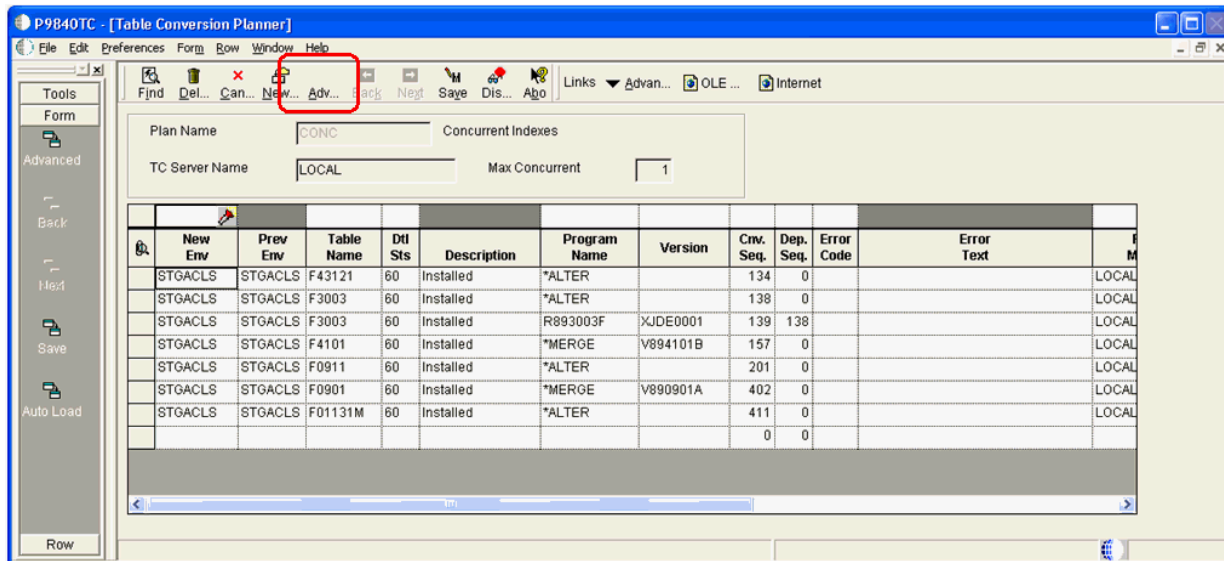 P9840TC - [Table Conversion Planner]
File Edit Preferences Form Row Window Help
Tools
Form
Advanced
Back
Next
Save
Auto Load
Row
Find Del... Can... New... Adv... Back Next Save Dis... Abo Links Advan... OLE ... Internet
Plan Name CONC Concurrent Indexes
TC Server Name LOCAL Max Concurrent 1
New Env Prev Env Table Name Dtl Sts Description Program Name Version Cnv. Seq. Dep. Seq. Error Code Error Text
STGACLS STGACLS F43121 60 Installed *ALTER 134 0 LOCAL
STGACLS STGACLS F3003 60 Installed *ALTER 138 0 LOCAL
STGACLS STGACLS F3003 60 Installed R893003F XJDE0001 139 138 LOCAL
STGACLS STGACLS F4101 60 Installed *MERGE V894101B 157 0 LOCAL
STGACLS STGACLS F0911 60 Installed *ALTER 201 0 LOCAL
STGACLS STGACLS F0901 60 Installed *MERGE V890901A 402 0 LOCAL
STGACLS STGACLS F01131M 60 Installed *ALTER 411 0 LOCAL
0 0